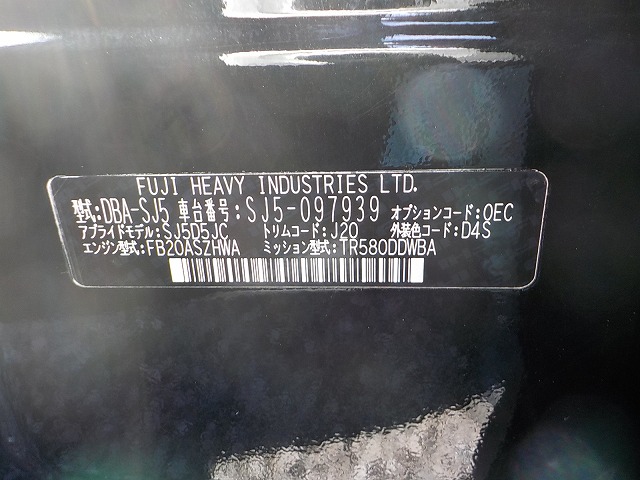 FUJI HEAVY INDUSTRIES LTD.
型式:DBA-SJ5 車台番号:SJ5-097939 オプションコード:OEC
アプライドモデル:SJ5D5JC トリムコード:J20 外装色コード:D4S
エンジン型式:FB20ASZHWA ミッション型式:TR580DDWBA